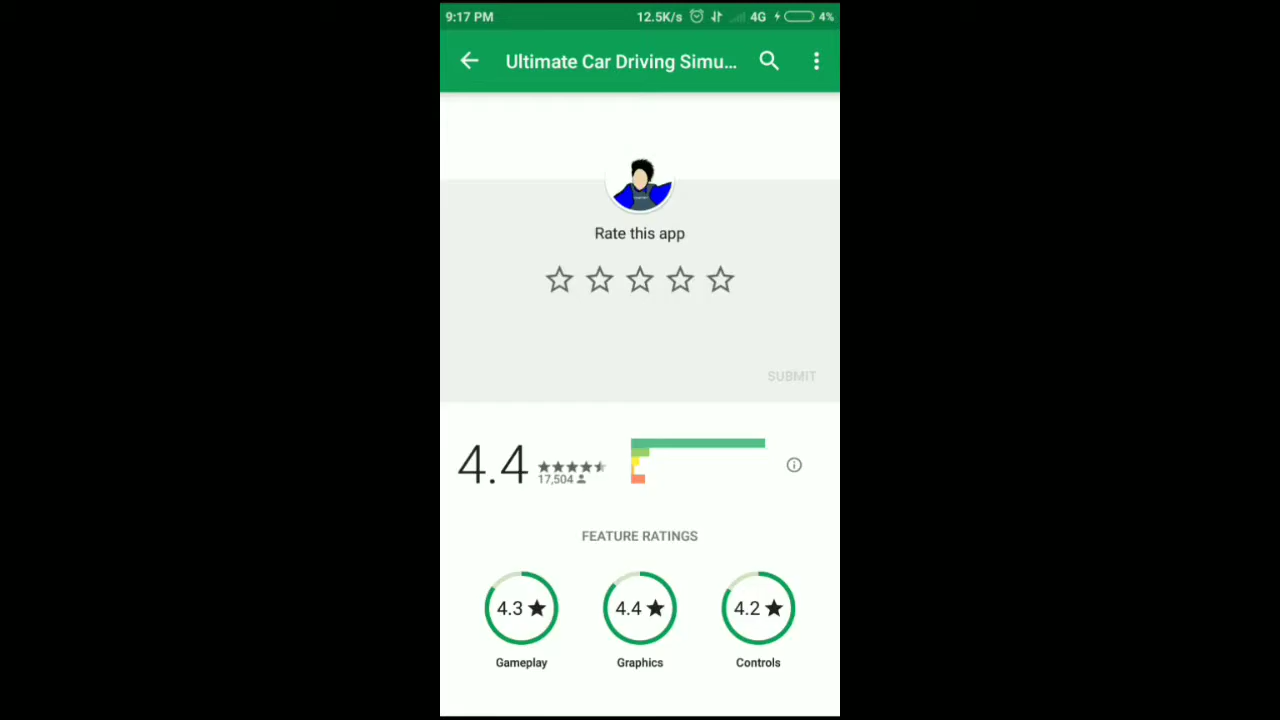 9:17 PM 12.5K/s 4G 4%
Ultimate Car Driving Simu...
Rate this app
SUBMIT
4.4
17,504
FEATURE RATINGS
4.3 4.4 4.2
Gameplay Graphics Controls